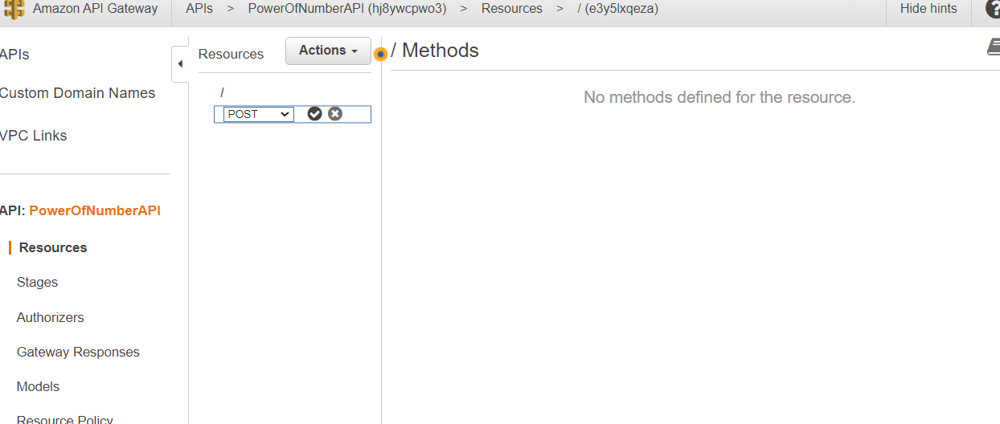 Amazon API Gateway
APIs > PowerOfNumberAPI (hj8ywcpwo3) > Resources > / (e3y5lxqeza)
Hide hints
?
APIs
Custom Domain Names
VPC Links
API: PowerOfNumberAPI
Resources
Stages
Authorizers
Gateway Responses
Models
Resource Policy
Resources
Actions
/
POST
/ Methods
No methods defined for the resource.